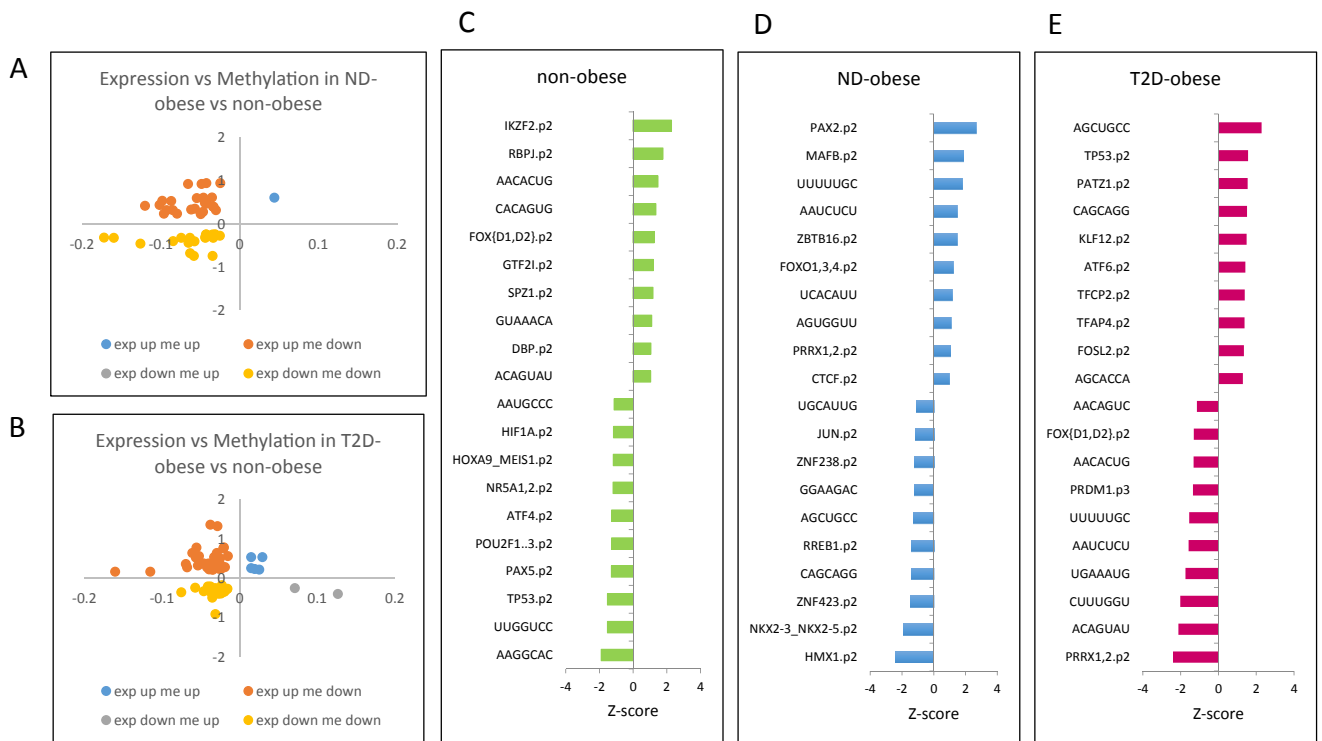 A
Expression vs Methylation in ND-
obese vs non-obese
2
1
0
-0.2 -0.1 0 0.1 0.2
-1
-2
exp up me up exp up me down
exp down me up exp down me down
B
Expression vs Methylation in T2D-
obese vs non-obese
2
1
0
-0.2 -0.1 0 0.1 0.2
-1
-2
exp up me up exp up me down
exp down me up exp down me down
C
non-obese
IKZF2.p2
RBPJ.p2
AACACUG
CACAGUG
FOX{D1,D2}.p2
GTF2I.p2
SPZ1.p2
GUAAACA
DBP.p2
ACAGUAU
AAUGCCC
HIF1A.p2
HOXA9_MEIS1.p2
NR5A1,2.p2
ATF4.p2
POU2F1..3.p2
PAX5.p2
TP53.p2
UUGGUCC
AAGGCAC
-4 -2 0 2 4
Z-score
D
ND-obese
PAX2.p2
MAFB.p2
UUUUUGC
AAUCUCU
ZBTB16.p2
FOXO1,3,4.p2
UCACAUU
AGUGGUU
PRRX1,2.p2
CTCF.p2
UGCAUUG
JUN.p2
ZNF238.p2
GGAAGAC
AGCUGCC
RREB1.p2
CAGCAGG
ZNF423.p2
NKX2-3_NKX2-5.p2
HMX1.p2
-4 -2 0 2 4
Z-score
E
T2D-obese
AGCUGCC
TP53.p2
PATZ1.p2
CAGCAGG
KLF12.p2
ATF6.p2
TFCP2.p2
TFAP4.p2
FOSL2.p2
AGCACCA
AACAGUC
FOX{D1,D2}.p2
AACACUG
PRDM1.p3
UUUUUGC
AAUCUCU
UGAAAUG
CUUUGGU
ACAGUAU
PRRX1,2.p2
-4 -2 0 2 4
Z-score